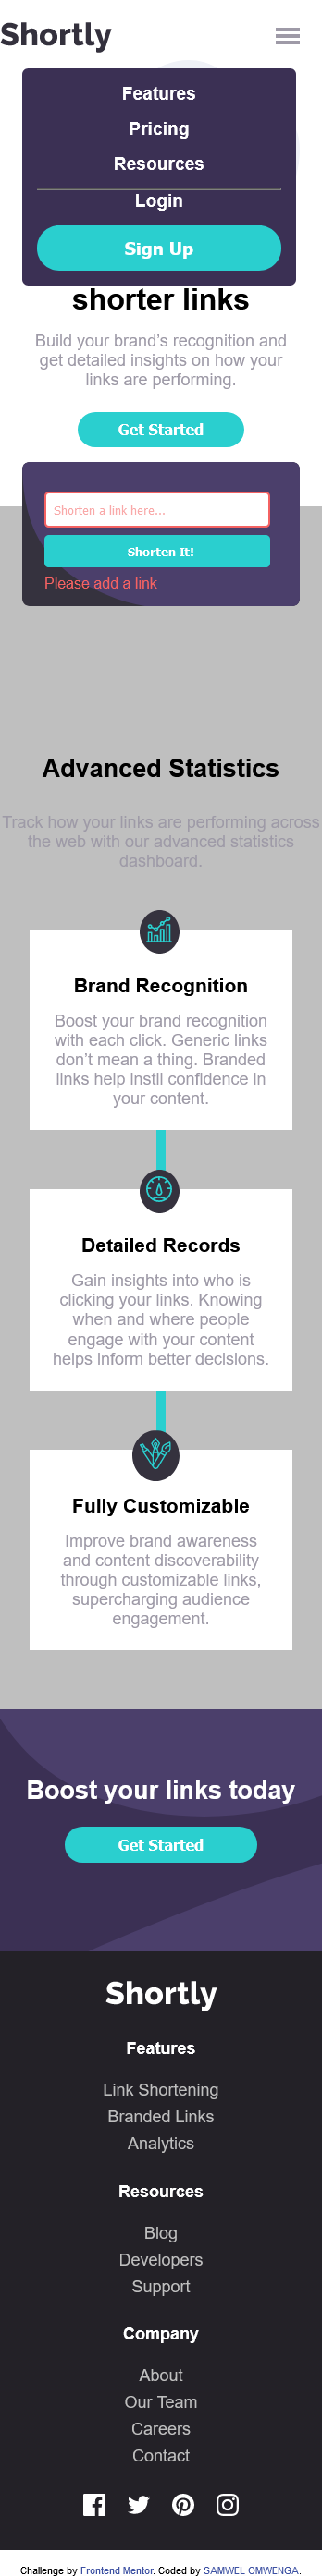 Shortly
Features
Pricing
Resources
Login
Sign Up
shorter links
Build your brand’s recognition and
get detailed insights on how your
links are performing.
Get Started
Shorten a link here...
Shorten It!
Please add a link
Advanced Statistics
Track how your links are performing across
the web with our advanced statistics
dashboard.
Brand Recognition
Boost your brand recognition
with each click. Generic links
don’t mean a thing. Branded
links help instil confidence in
your content.
Detailed Records
Gain insights into who is
clicking your links. Knowing
when and where people
engage with your content
helps inform better decisions.
Fully Customizable
Improve brand awareness
and content discoverability
through customizable links,
supercharging audience
engagement.
Boost your links today
Get Started
Shortly
Features
Link Shortening
Branded Links
Analytics
Resources
Blog
Developers
Support
Company
About
Our Team
Careers
Contact
Challenge by Frontend Mentor. Coded by SAMWEL OMWENGA.